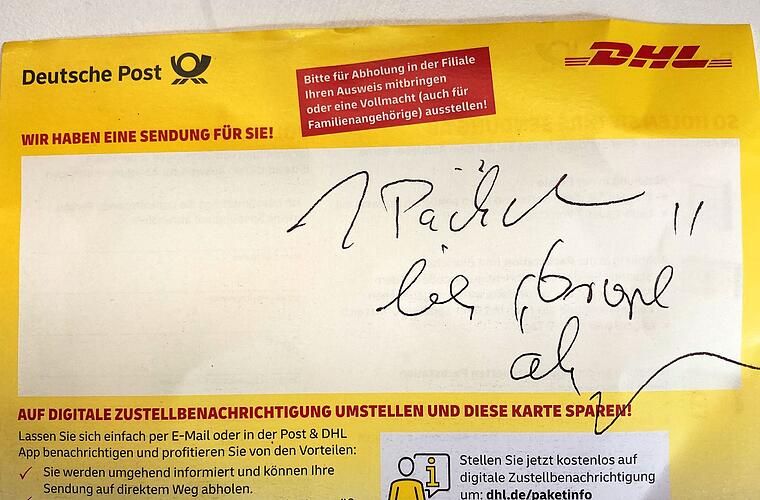 Deutsche Post
DHL
Bitte für Abholung in der Filiale
Ihren Ausweis mitbringen
oder eine Vollmacht (auch für
Familienangehörige) ausstellen!
WIR HABEN EINE SENDUNG FÜR SIE!
1 Päckchen
bei
AUF DIGITALE ZUSTELLBENACHRICHTIGUNG UMSTELLEN UND DIESE KARTE SPAREN!
Lassen Sie sich einfach per E-Mail oder in der Post & DHL
App benachrichtigen und profitieren Sie von den Vorteilen:
✓ Sie werden umgehend informiert und können Ihre
Sendung auf direktem Weg abholen.
Stellen Sie jetzt kostenlos auf
digitale Zustellbenachrichtigung
um: dhl.de/paketinfo